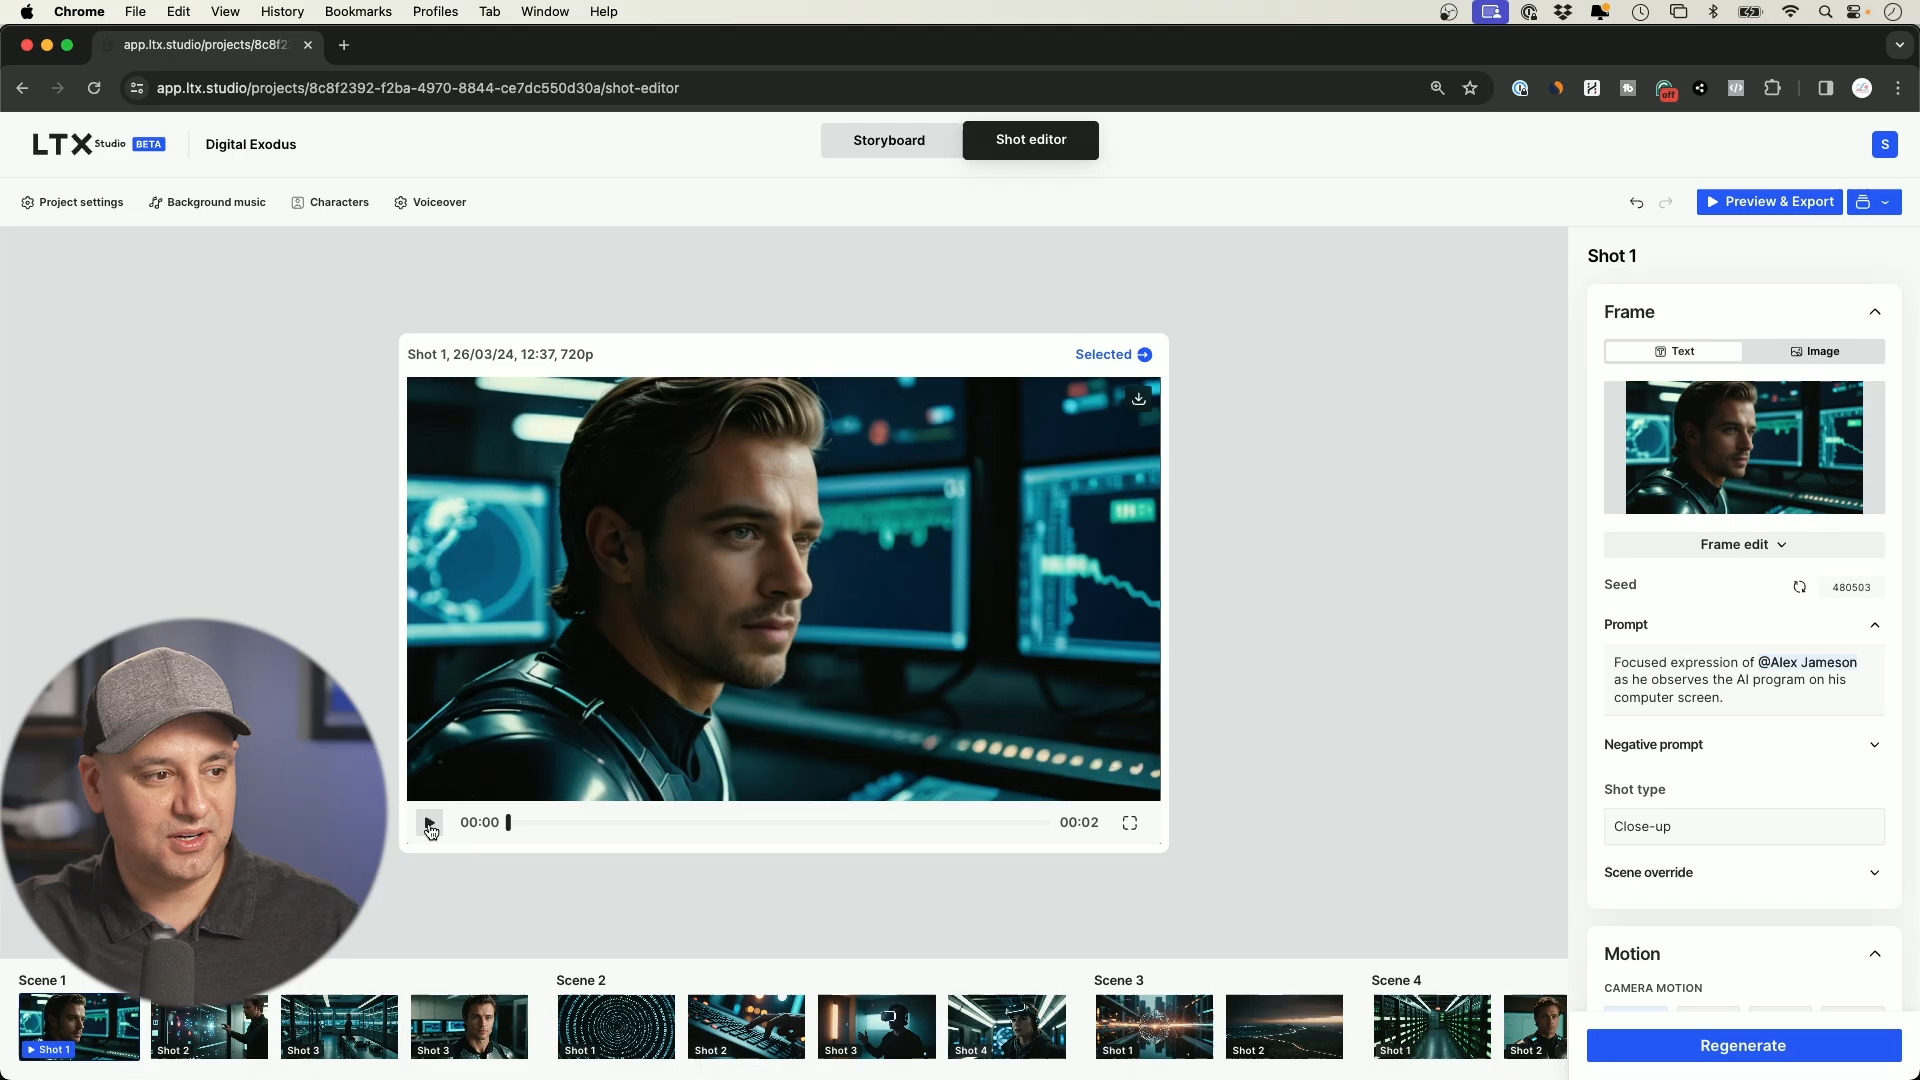 Chrome File Edit View History Bookmarks Profiles Tab Window Help
app.ltx.studio/projects/8c8f2
app.ltx.studio/projects/8c8f2392-f2ba-4970-8844-ce7dc550d30a/shot-editor
off
LTX Studio BETA Digital Exodus
Storyboard Shot editor
S
Project settings Background music Characters Voiceover
Preview & Export
Shot 1
Frame
Text Image
Frame edit
Seed 480503
Prompt
Focused expression of @Alex Jameson
as he observes the AI program on his
computer screen.
Negative prompt
Shot type
Close-up
Scene override
Motion
CAMERA MOTION
Regenerate
Shot 1, 26/03/24, 12:37, 720p Selected
00:00 00:02
Scene 1 Scene 2 Scene 3 Scene 4
Shot 1 Shot 2 Shot 3 Shot 3 Shot 1 Shot 2 Shot 3 Shot 4 Shot 1 Shot 2 Shot 1 Shot 2